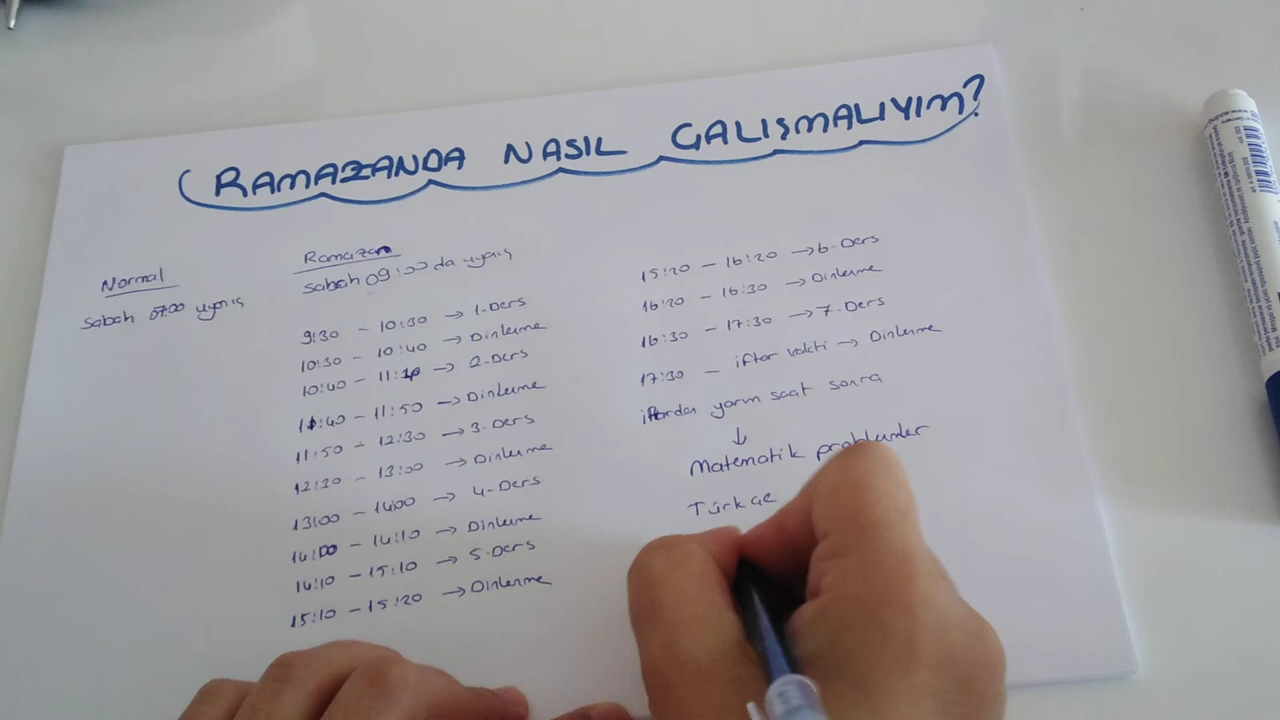 RAMAZANDA NASIL ÇALIŞMALIYIM?
Normal
Sabah 07:00 uyanış
Ramazan
Sabah 09:00 da uyanış
9:30 - 10:30 → 1-Ders
10:30 - 10:40 → Dinlenme
10:40 - 11:40 → 2-Ders
11:40 - 11:50 → Dinlenme
11:50 - 12:30 → 3-Ders
12:30 - 13:00 → Dinlenme
13:00 - 14:00 → 4-Ders
14:00 - 14:10 → Dinlenme
14:10 - 15:10 → 5-Ders
15:10 - 15:20 → Dinlenme
15:20 - 16:20 → 6-Ders
16:20 - 16:30 → Dinlenme
16:30 - 17:30 → 7-Ders
17:30 - iftar vakti → Dinlenme
iftardan yarım saat sonra
↓
Matematik problemler
Türkçe